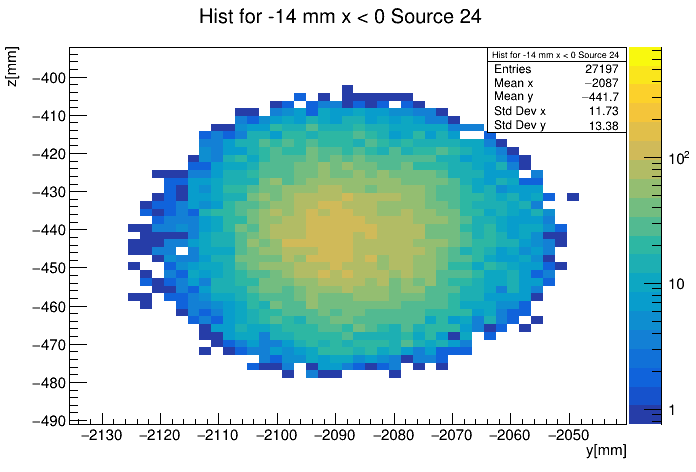 Hist for -14 mm x < 0 Source 24
z[mm]
Hist for -14 mm x < 0 Source 24
Entries 27197
Mean x −2087
Mean y −441.7
Std Dev x 11.73
Std Dev y 13.38
−400
−410
−420
−430
−440
−450
−460
−470
−480
−490
10²
10
1
−2130 −2120 −2110 −2100 −2090 −2080 −2070 −2060 −2050
y[mm]